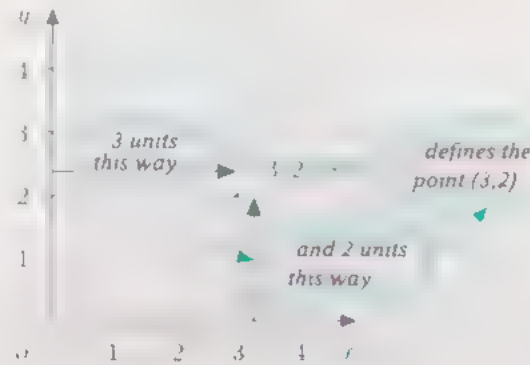 3 units
this way
defines the
point (3,2)
3
2
and 2 units
this way
1
1 2 3 4